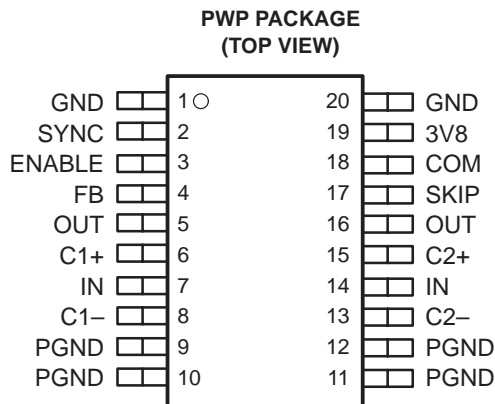 PWP PACKAGE
(TOP VIEW)
GND 1 20 GND
SYNC 2 19 3V8
ENABLE 3 18 COM
FB 4 17 SKIP
OUT 5 16 OUT
C1+ 6 15 C2+
IN 7 14 IN
C1– 8 13 C2–
PGND 9 12 PGND
PGND 10 11 PGND